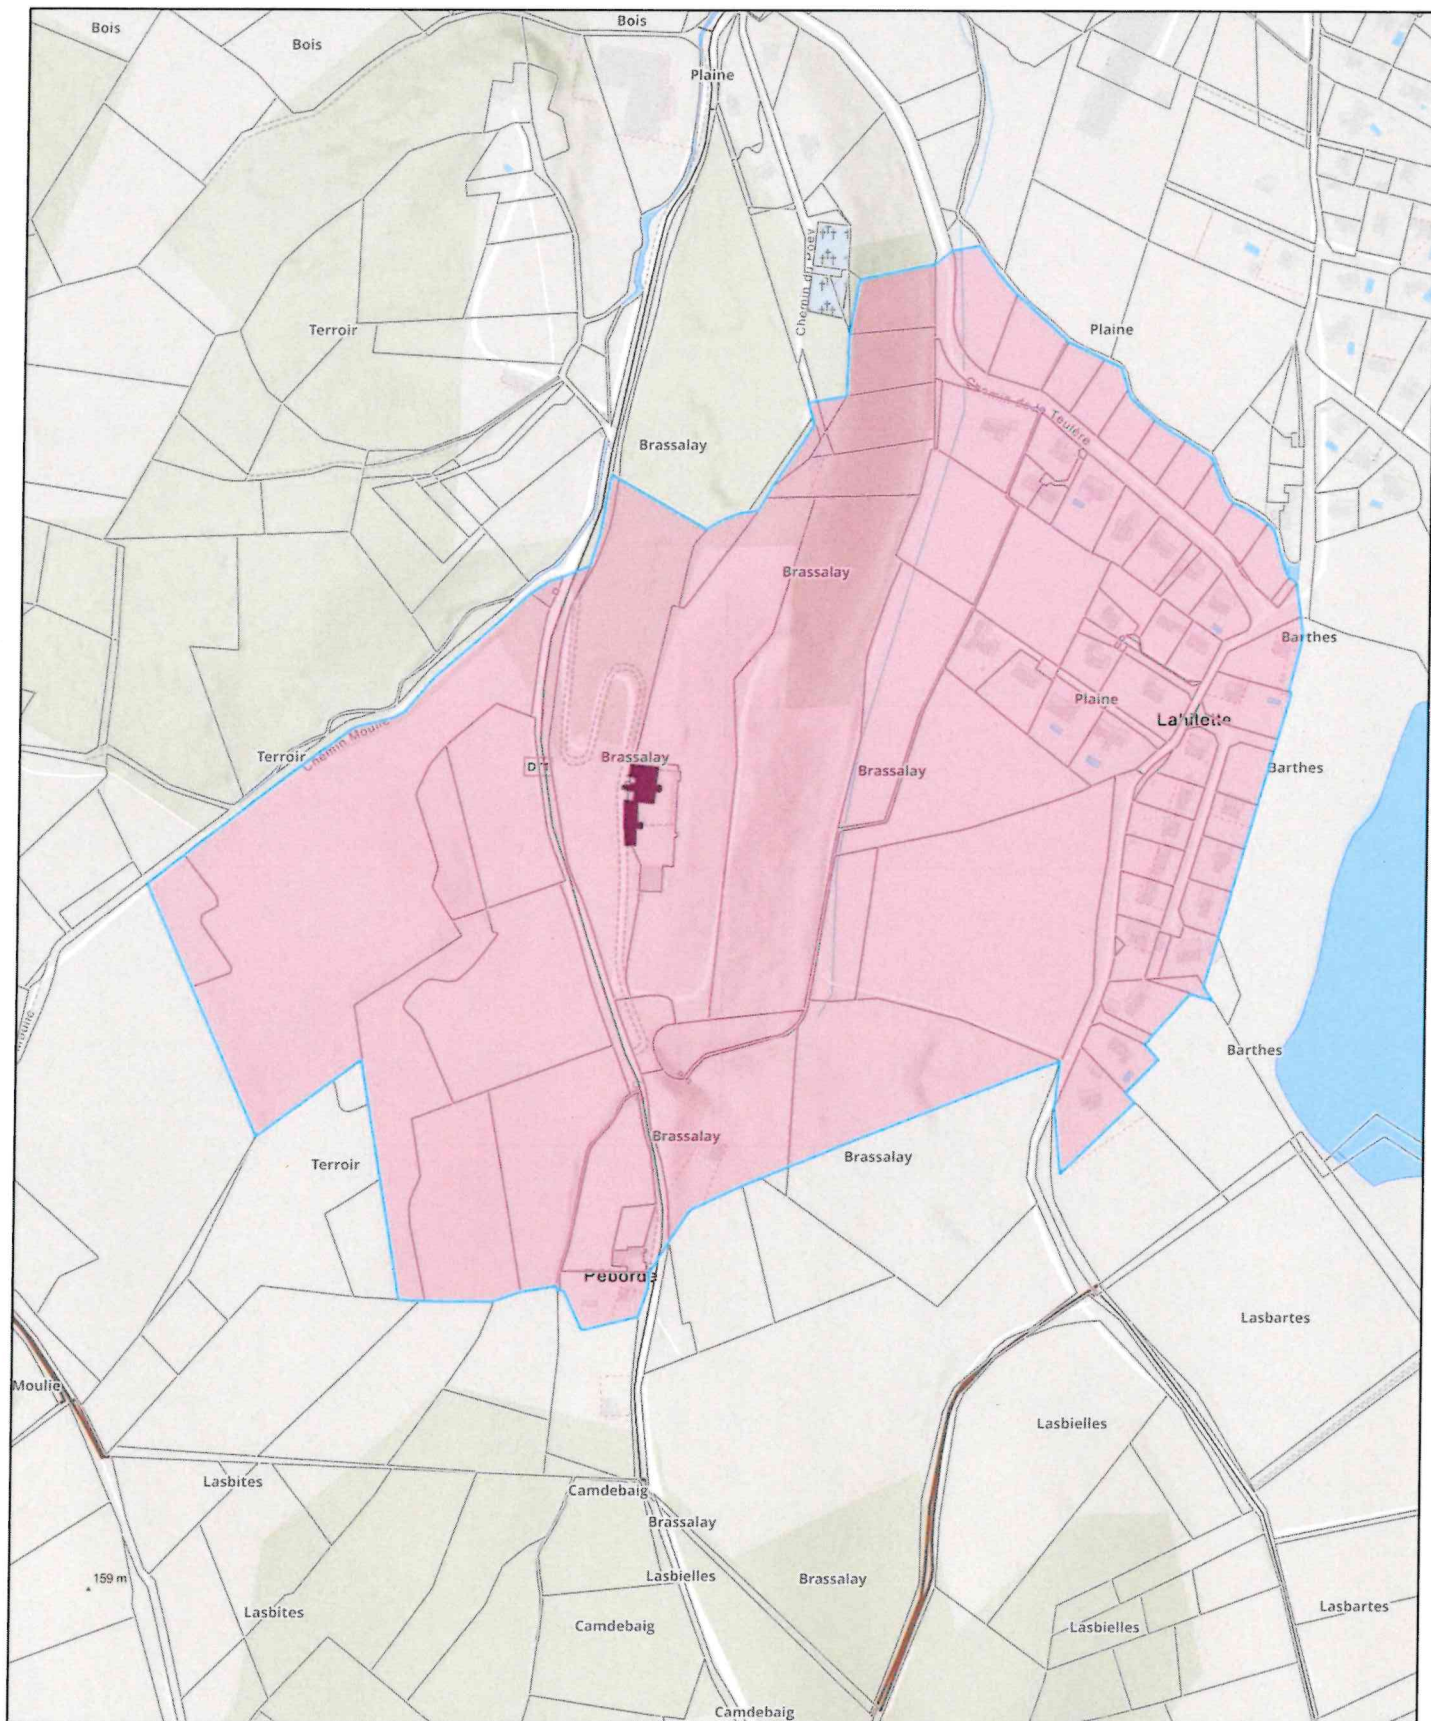 Bois
Bois
Bois
Plaine
Chemin du Poey
Terroir
Plaine
Chemin de la Teulère
Brassalay
Brassalay
Barthes
Plaine
Lahilette
Chemin Moulié
Terroir
Brassalay
D
Brassalay
Barthes
Barthes
Brassalay
Brassalay
Terroir
Péborde
Lasbartes
Moulié
Lasbielles
Lasbites
Camdebaig
Brassalay
159 m
Lasbielles
Brassalay
Lasbites
Camdebaig
Lasbielles
Lasbartes
Camdebaig